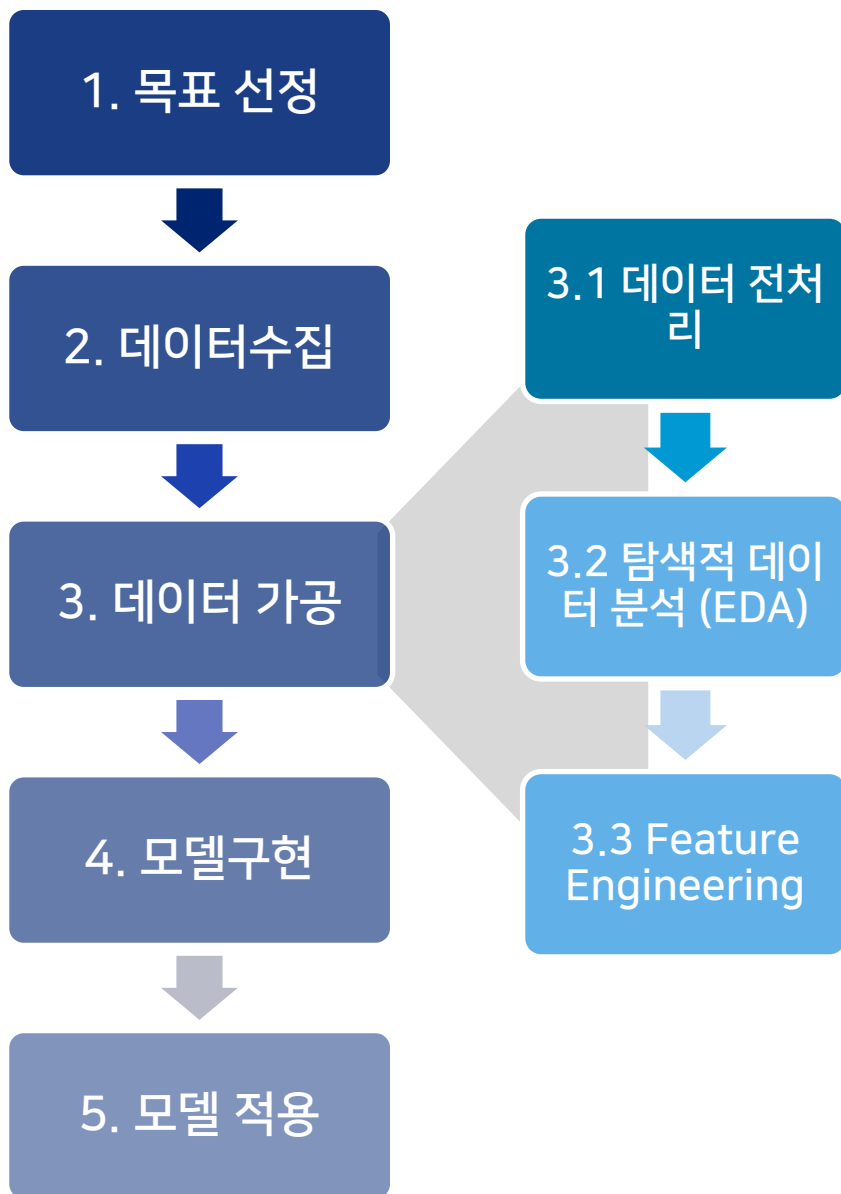 1. 목표 선정
2. 데이터수집
3. 데이터 가공
4. 모델구현
5. 모델 적용
3.1 데이터 전처
리
3.2 탐색적 데이
터 분석 (EDA)
3.3 Feature
Engineering